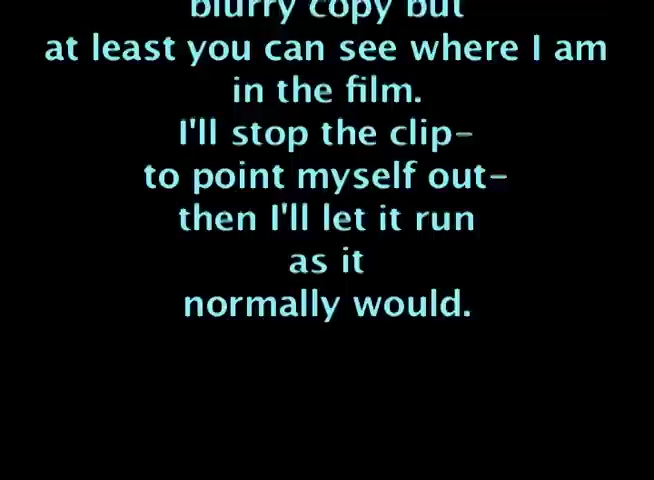 blurry copy but
at least you can see where I am
in the film.
I'll stop the clip-
to point myself out-
then I'll let it run
as it
normally would.